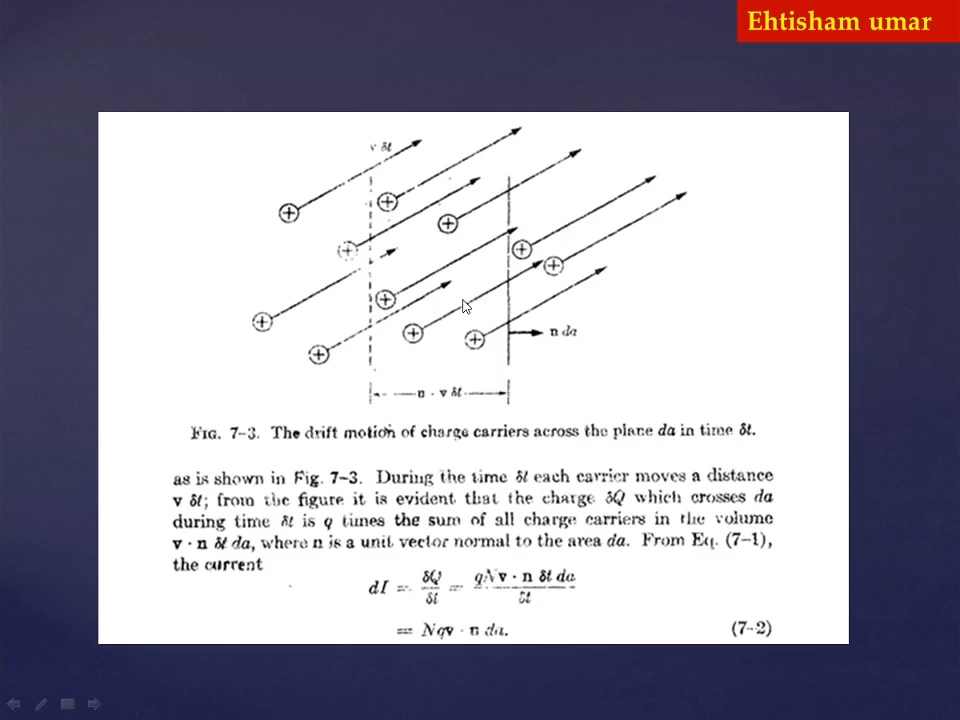 Ehtisham umar
v δt
n da
n · v δt
FIG. 7-3. The drift motion of charge carriers across the plane da in time δt.
as is shown in Fig. 7-3. During the time δt each carrier moves a distance
v δt; from the figure it is evident that the charge δQ which crosses da
during time δt is q times the sum of all charge carriers in the volume
v · n δt da, where n is a unit vector normal to the area da. From Eq. (7-1),
the current
dI = δQ/δt = qNv · n δt da/δt
= Nqv · n da. (7-2)